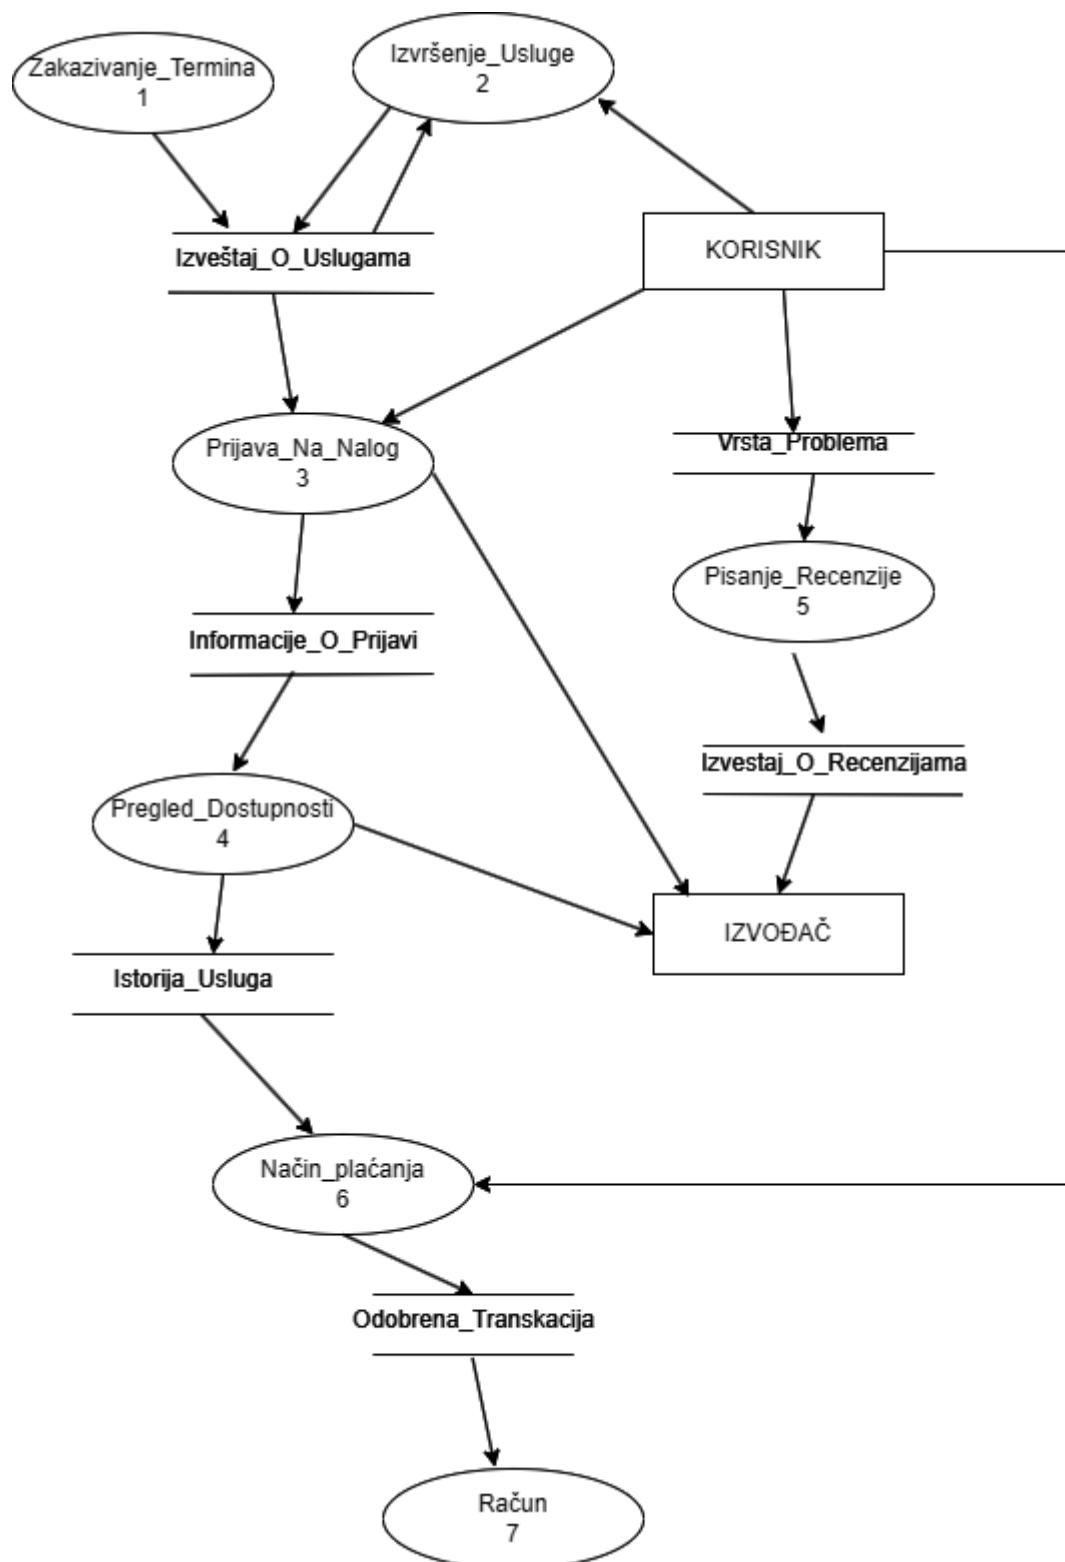 Zakazivanje_Termina
1
Izvršenje_Usluge
2
Izveštaj_O_Uslugama
KORISNIK
Prijava_Na_Nalog
3
Vrsta_Problema
Pisanje_Recenzije
5
Informacije_O_Prijavi
Izvestaj_O_Recenzijama
Pregled_Dostupnosti
4
IZVOĐAČ
Istorija_Usluga
Način_plaćanja
6
Odobrena_Transkacija
Račun
7